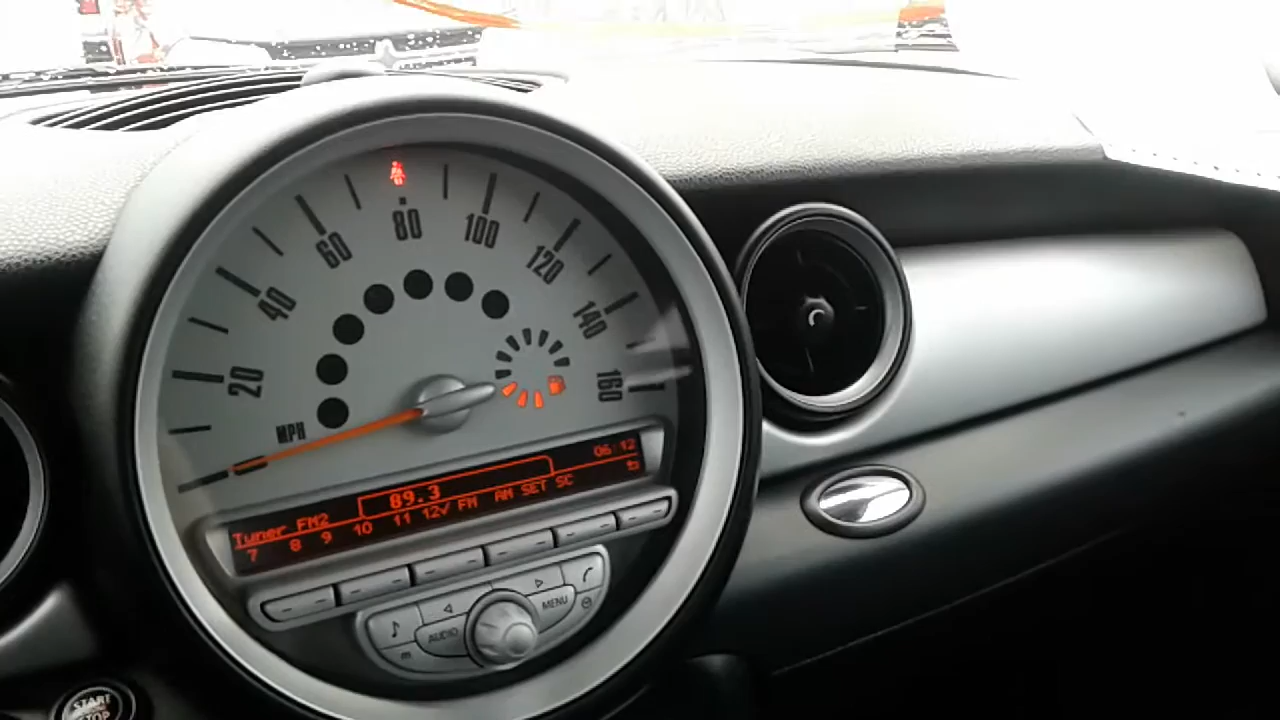 20
40
60
80
100
120
140
160
MPH
06:12
89.3
Tuner FM2
7 8 9 10 11 12✓ FM AM SET SC
AUDIO
MENU
START
STOP